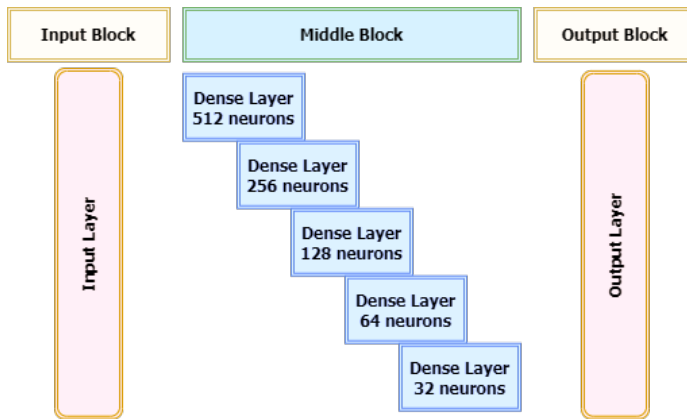 Input Block
Middle Block
Output Block
Input Layer
Dense Layer
512 neurons
Dense Layer
256 neurons
Dense Layer
128 neurons
Dense Layer
64 neurons
Dense Layer
32 neurons
Output Layer